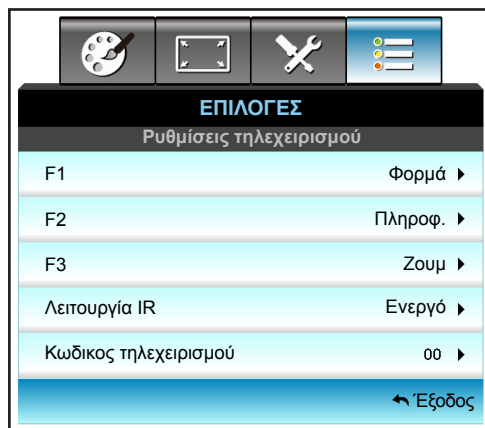 ΕΠΙΛΟΓΕΣ
Ρυθμίσεις τηλεχειρισμού
F1 Φορμά
F2 Πληροφ.
F3 Ζουμ
Λειτουργία IR Ενεργό
Κωδικος τηλεχειρισμού 00
Έξοδος